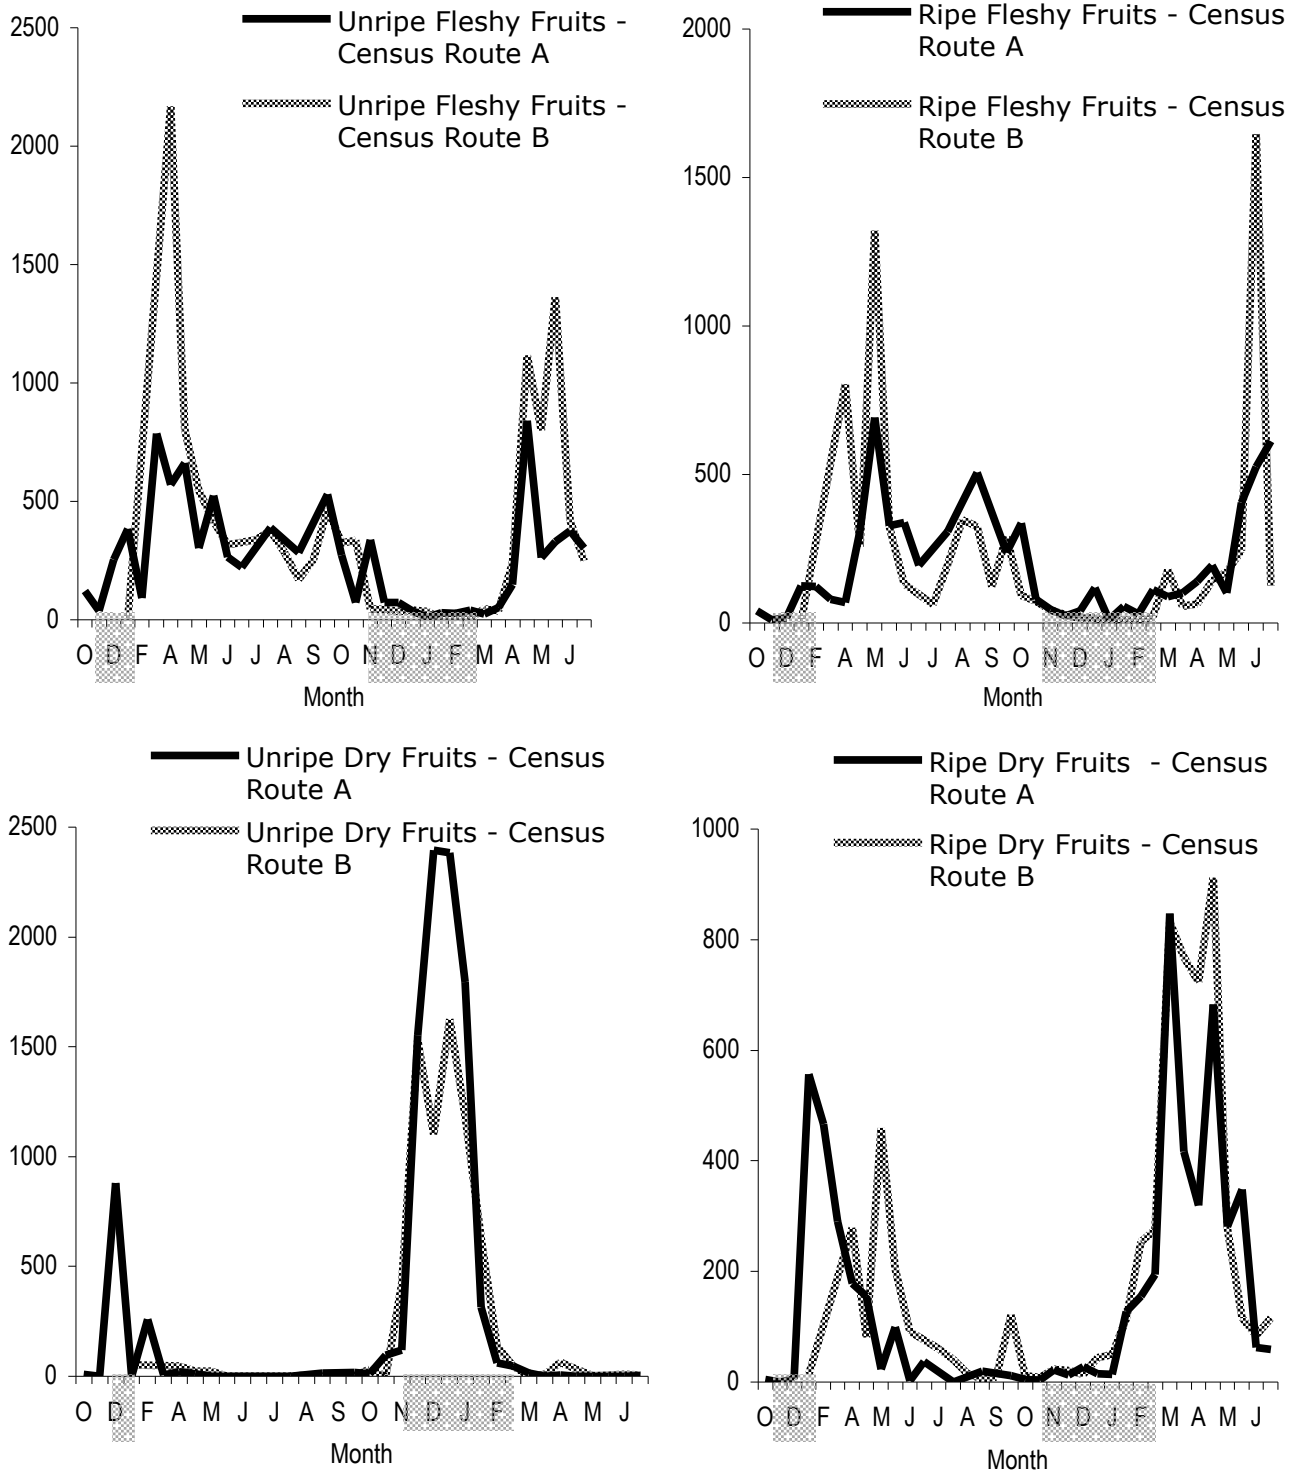 Unripe Fleshy Fruits -
Census Route A
Unripe Fleshy Fruits -
Census Route B
2500
2000
1500
1000
500
0
O D F A M J J A S O N D J F M A M J
Month
Ripe Fleshy Fruits - Census
Route A
Ripe Fleshy Fruits - Census
Route B
2000
1500
1000
500
0
O D F A M J J A S O N D J F M A M J
Month
Unripe Dry Fruits - Census
Route A
Unripe Dry Fruits - Census
Route B
2500
2000
1500
1000
500
0
O D F A M J J A S O N D J F M A M J
Month
Ripe Dry Fruits - Census
Route A
Ripe Dry Fruits - Census
Route B
1000
800
600
400
200
0
O D F A M J J A S O N D J F M A M J
Month